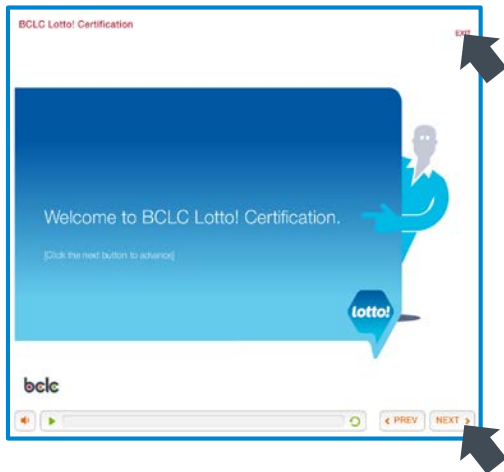 BCLC Lotto! Certification
EXIT
Welcome to BCLC Lotto! Certification.
[Click the next button to advance]
lotto!
bclc
< PREV
NEXT >